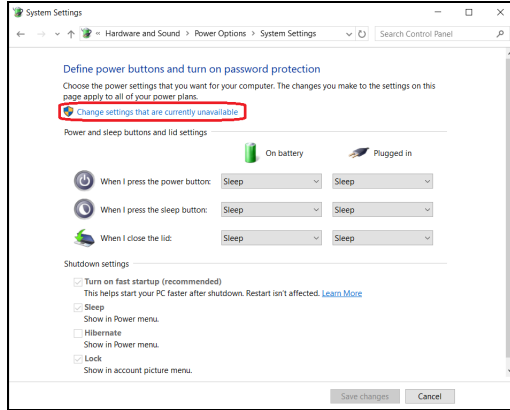 System Settings
« Hardware and Sound > Power Options > System Settings
Search Control Panel
Define power buttons and turn on password protection
Choose the power settings that you want for your computer. The changes you make to the settings on this
page apply to all of your power plans.
Change settings that are currently unavailable
Power and sleep buttons and lid settings
On battery Plugged in
When I press the power button: Sleep Sleep
When I press the sleep button: Sleep Sleep
When I close the lid: Sleep Sleep
Shutdown settings
Turn on fast startup (recommended)
This helps start your PC faster after shutdown. Restart isn't affected. Learn More
Sleep
Show in Power menu.
Hibernate
Show in Power menu.
Lock
Show in account picture menu.
Save changes Cancel